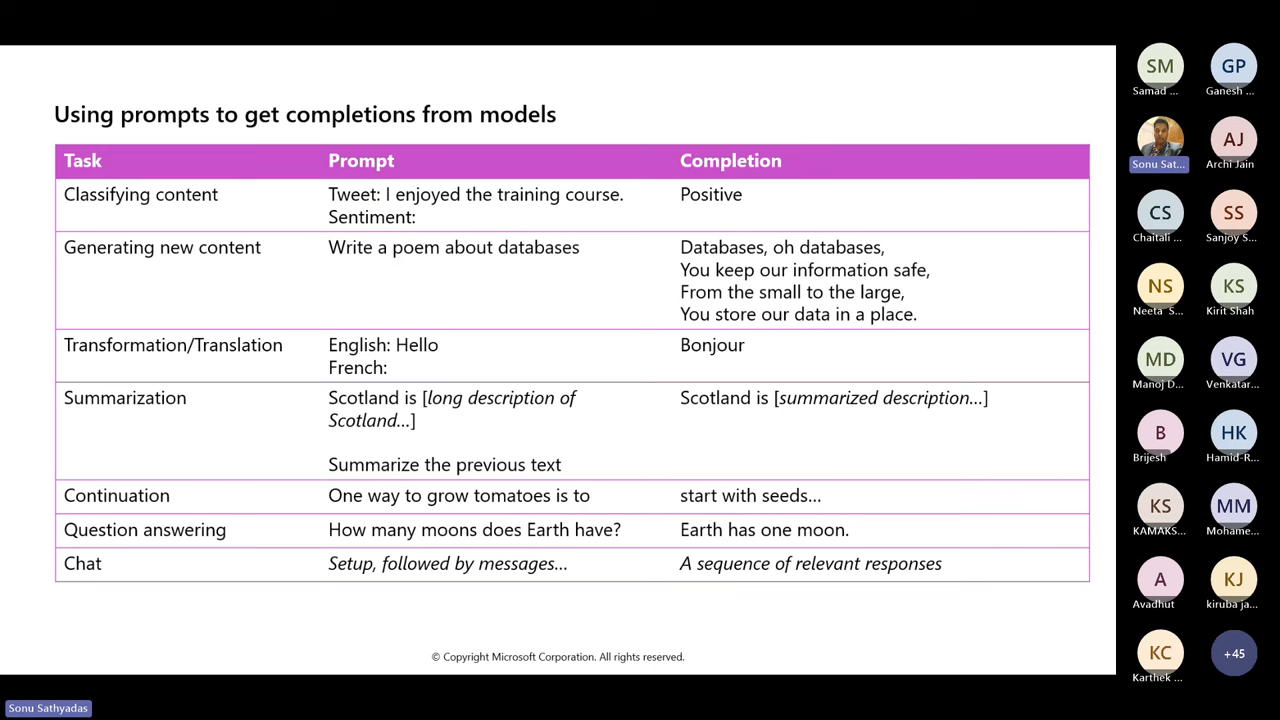 Using prompts to get completions from models
Task Prompt Completion
Classifying content Tweet: I enjoyed the training course. Positive
Sentiment:
Generating new content Write a poem about databases Databases, oh databases,
You keep our information safe,
From the small to the large,
You store our data in a place.
Transformation/Translation English: Hello Bonjour
French:
Summarization Scotland is [long description of Scotland is [summarized description...]
Scotland...]
Summarize the previous text
Continuation One way to grow tomatoes is to start with seeds...
Question answering How many moons does Earth have? Earth has one moon.
Chat Setup, followed by messages... A sequence of relevant responses
© Copyright Microsoft Corporation. All rights reserved.
SM GP
Samad ... Ganesh ...
AJ
Sonu Sat... Archi Jain
CS SS
Chaitali ... Sanjoy S...
NS KS
Neeta S... Kirit Shah
MD VG
Manoj D... Venkatar...
B HK
Brijesh Hamid-R...
KS MM
KAMAKS... Mohame...
A KJ
Avadhut kiruba ja...
KC +45
Karthek ...
Sonu Sathyadas